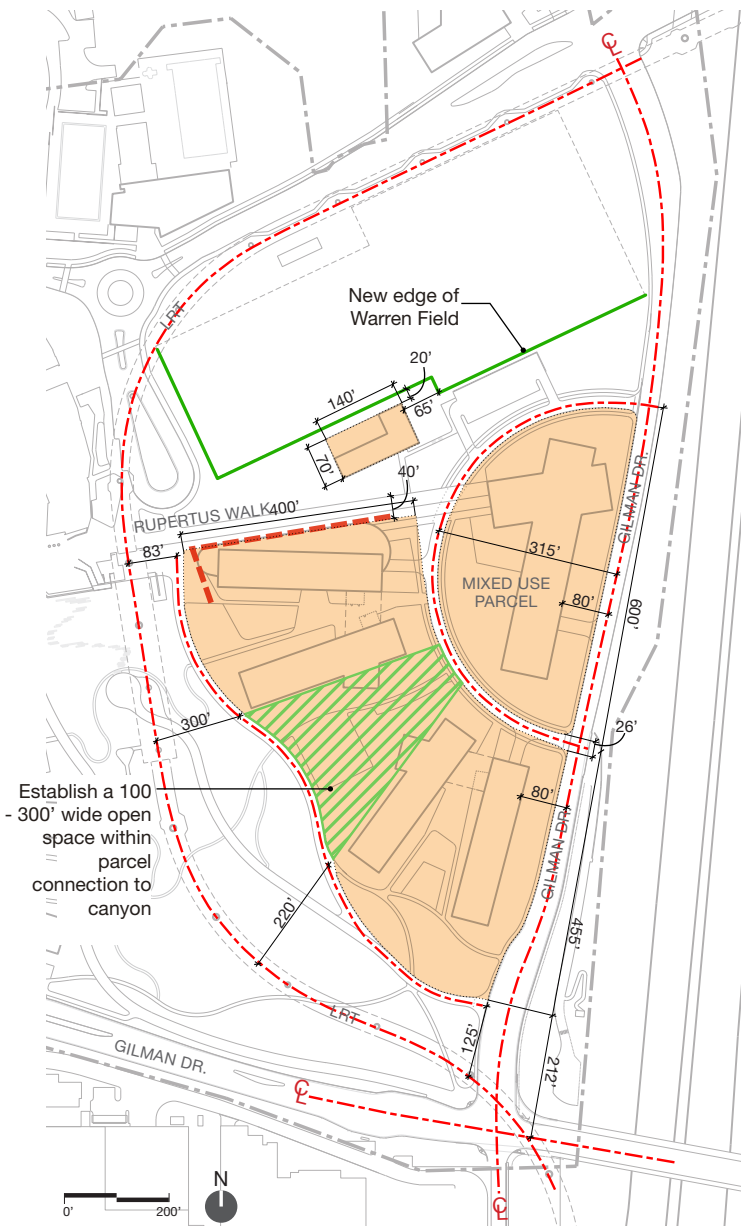 CL
LRT
New edge of
Warren Field
20'
140'
65'
70'
40'
RUPERTUS WALK
400'
83'
GILMAN DR.
315'
MIXED USE
PARCEL
80'
600'
300'
26'
Establish a 100
- 300' wide open
space within
parcel
connection to
canyon
80'
GILMAN DR.
220'
455'
LRT
125'
GILMAN DR.
212'
CL
N
0'
200'
CL